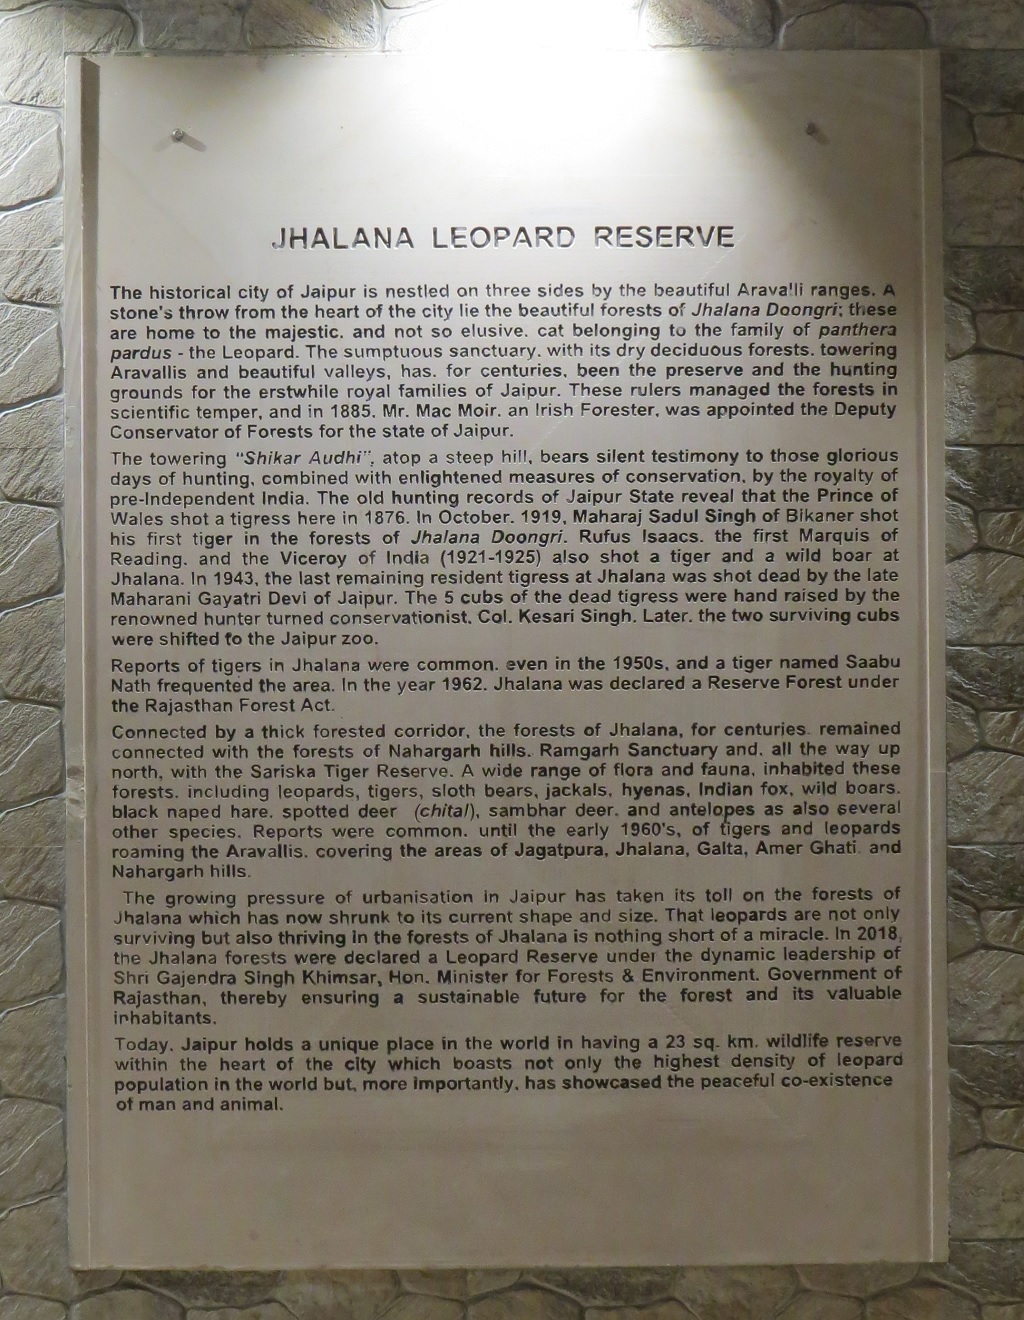 JHALANA LEOPARD RESERVE
The historical city of Jaipur is nestled on three sides by the beautiful Aravalli ranges. A
stone's throw from the heart of the city lie the beautiful forests of Jhalana Doongri; these
are home to the majestic, and not so elusive, cat belonging to the family of panthera
pardus - the Leopard. The sumptuous sanctuary, with its dry deciduous forests, towering
Aravallis and beautiful valleys, has, for centuries, been the preserve and the hunting
grounds for the erstwhile royal families of Jaipur. These rulers managed the forests in
scientific temper, and in 1885, Mr. Mac Moir, an Irish Forester, was appointed the Deputy
Conservator of Forests for the state of Jaipur.
The towering "Shikar Audhi", atop a steep hill, bears silent testimony to those glorious
days of hunting, combined with enlightened measures of conservation, by the royalty of
pre-Independent India. The old hunting records of Jaipur State reveal that the Prince of
Wales shot a tigress here in 1876. In October, 1919, Maharaj Sadul Singh of Bikaner shot
his first tiger in the forests of Jhalana Doongri. Rufus Isaacs, the first Marquis of
Reading, and the Viceroy of India (1921-1925) also shot a tiger and a wild boar at
Jhalana. In 1943, the last remaining resident tigress at Jhalana was shot dead by the late
Maharani Gayatri Devi of Jaipur. The 5 cubs of the dead tigress were hand raised by the
renowned hunter turned conservationist, Col. Kesari Singh. Later, the two surviving cubs
were shifted to the Jaipur zoo.
Reports of tigers in Jhalana were common, even in the 1950s, and a tiger named Saabu
Nath frequented the area. In the year 1962, Jhalana was declared a Reserve Forest under
the Rajasthan Forest Act.
Connected by a thick forested corridor, the forests of Jhalana, for centuries, remained
connected with the forests of Nahargarh hills, Ramgarh Sanctuary and, all the way up
north, with the Sariska Tiger Reserve. A wide range of flora and fauna, inhabited these
forests, including leopards, tigers, sloth bears, jackals, hyenas, Indian fox, wild boars,
black naped hare, spotted deer (chital), sambhar deer, and antelopes as also several
other species. Reports were common, until the early 1960's, of tigers and leopards
roaming the Aravallis, covering the areas of Jagatpura, Jhalana, Galta, Amer Ghati, and
Nahargarh hills.
The growing pressure of urbanisation in Jaipur has taken its toll on the forests of
Jhalana which has now shrunk to its current shape and size. That leopards are not only
surviving but also thriving in the forests of Jhalana is nothing short of a miracle. In 2018,
the Jhalana forests were declared a Leopard Reserve under the dynamic leadership of
Shri Gajendra Singh Khimsar, Hon. Minister for Forests & Environment, Government of
Rajasthan, thereby ensuring a sustainable future for the forest and its valuable
inhabitants.
Today, Jaipur holds a unique place in the world in having a 23 sq. km. wildlife reserve
within the heart of the city which boasts not only the highest density of leopard
population in the world but, more importantly, has showcased the peaceful co-existence
of man and animal.